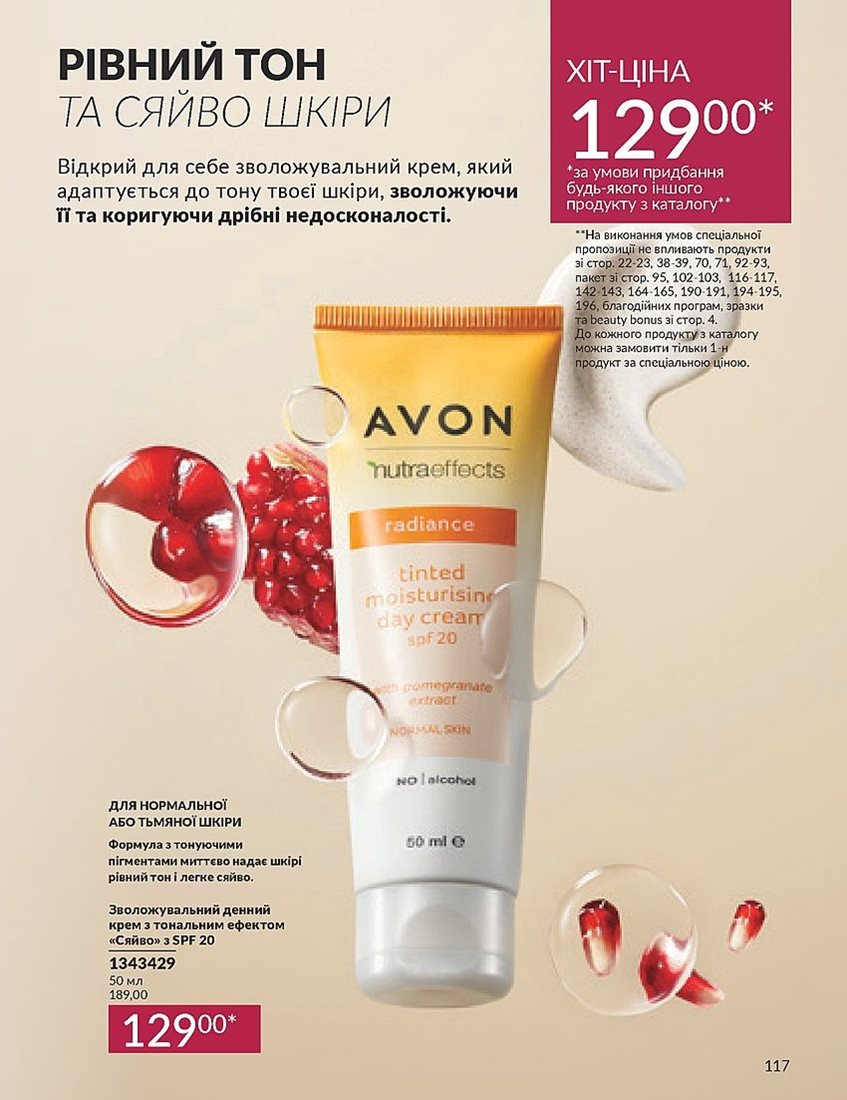 РІВНИЙ ТОН
ТА СЯЙВО ШКІРИ
Відкрий для себе зволожувальний крем, який
адаптується до тону твоєї шкіри, зволожуючи
її та коригуючи дрібні недосконалості.
ХІТ-ЦІНА
12900*
*за умови придбання
будь-якого іншого
продукту з каталогу**
**На виконання умов спеціальної
пропозиції не впливають продукти
зі стор. 22-23, 38-39, 70, 71, 92-93,
пакет зі стор. 95, 102-103, 116-117,
142-143, 164-165, 190-191, 194-195,
196, благодійних програм, зразки
та beauty bonus зі стор. 4.
До кожного продукту з каталогу
можна замовити тільки 1-н
продукт за спеціальною ціною.
AVON
nutraeffects
radiance
tinted
moisturising
day cream
spf 20
with pomegranate
extract
NORMAL SKIN
NO | alcohol
50 ml e
ДЛЯ НОРМАЛЬНОЇ
АБО ТЬМЯНОЇ ШКІРИ
Формула з тонуючими
пігментами миттєво надає шкірі
рівний тон і легке сяйво.
Зволожувальний денний
крем з тональним ефектом
«Сяйво» з SPF 20
1343429
50 мл
189,00
12900*
117